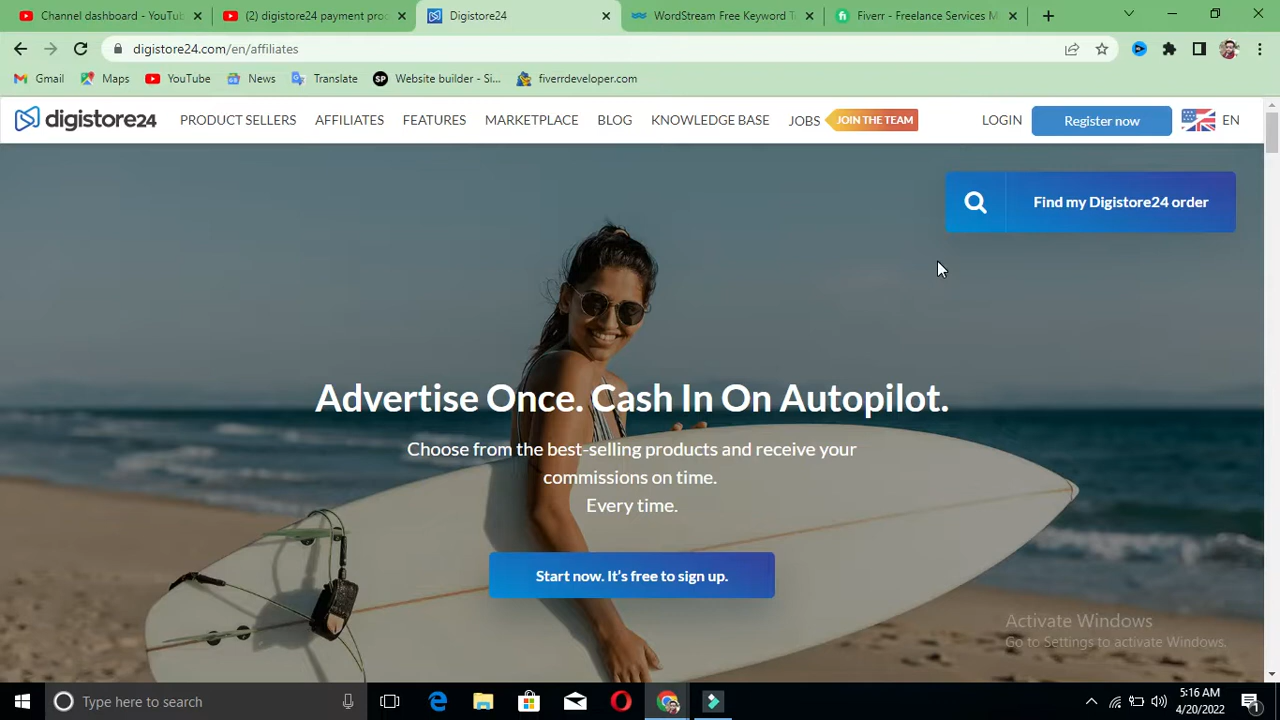 Channel dashboard - YouTu
(2) digistore24 payment proo
Digistore24
WordStream Free Keyword T
Fiverr - Freelance Services M
digistore24.com/en/affiliates
Gmail
Maps
YouTube
News
Translate
SP
Website builder - Si...
fiverrdeveloper.com
digistore24
PRODUCT SELLERS
AFFILIATES
FEATURES
MARKETPLACE
BLOG
KNOWLEDGE BASE
JOBS
JOIN THE TEAM
LOGIN
Register now
EN
Find my Digistore24 order
Advertise Once. Cash In On Autopilot.
Choose from the best-selling products and receive your
commissions on time.
Every time.
Start now. It's free to sign up.
Activate Windows
Go to Settings to activate Windows.
Type here to search
5:16 AM
4/20/2022